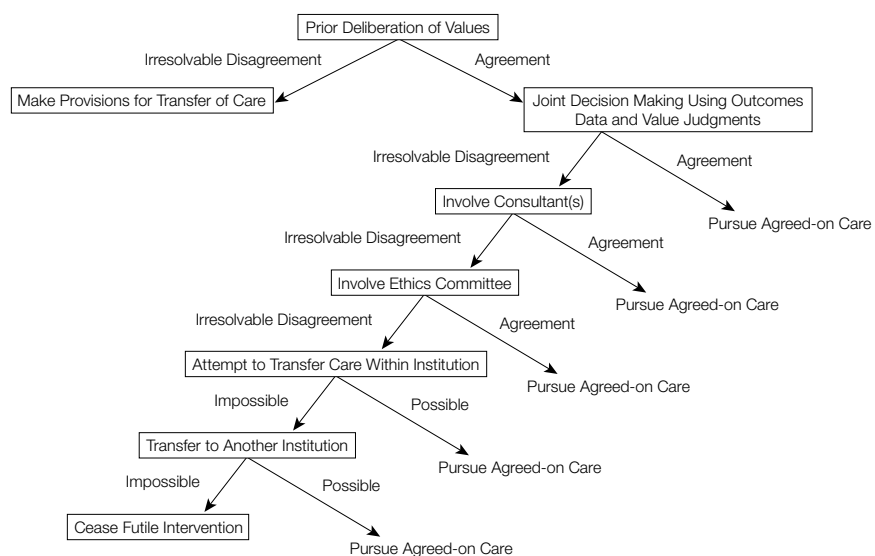 Prior Deliberation of Values
Irresolvable Disagreement
Agreement
Make Provisions for Transfer of Care
Joint Decision Making Using Outcomes
Data and Value Judgments
Irresolvable Disagreement
Agreement
Involve Consultant(s)
Pursue Agreed-on Care
Irresolvable Disagreement
Agreement
Involve Ethics Committee
Pursue Agreed-on Care
Irresolvable Disagreement
Agreement
Attempt to Transfer Care Within Institution
Pursue Agreed-on Care
Impossible
Possible
Transfer to Another Institution
Pursue Agreed-on Care
Impossible
Possible
Cease Futile Intervention
Pursue Agreed-on Care